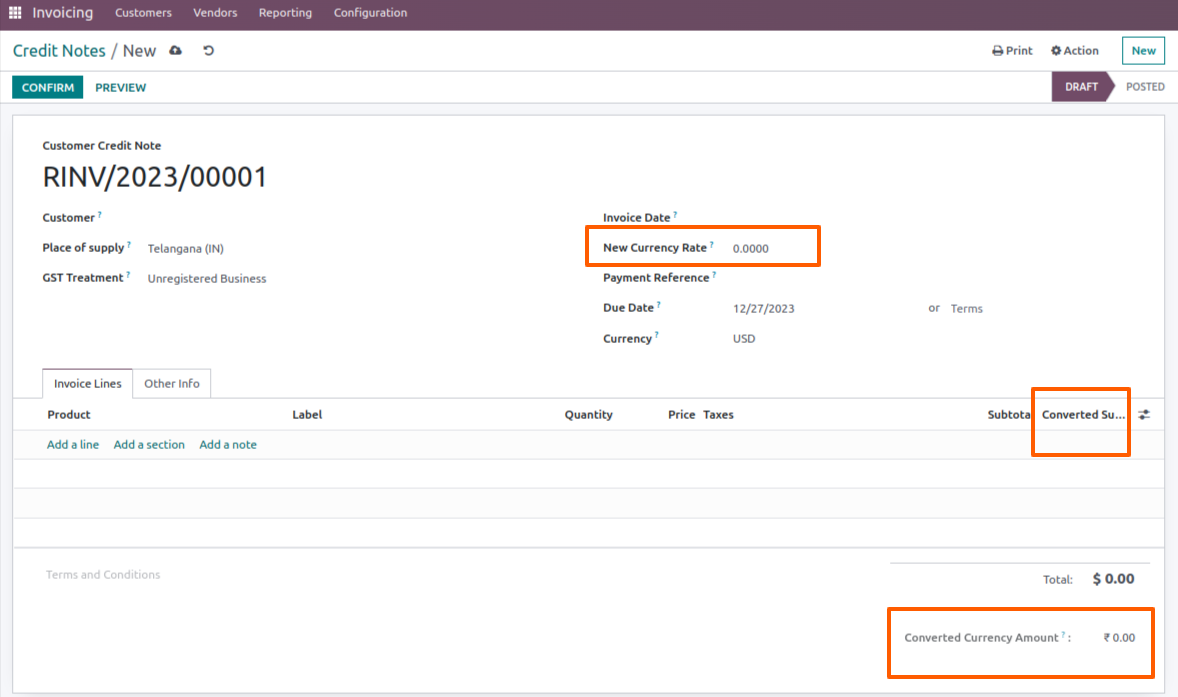 Invoicing Customers Vendors Reporting Configuration
Credit Notes / New Print Action New
CONFIRM PREVIEW DRAFT POSTED
Customer Credit Note
RINV/2023/00001
Customer ? Invoice Date ?
Place of supply ? Telangana (IN) New Currency Rate ? 0.0000
GST Treatment ? Unregistered Business Payment Reference ?
Due Date ? 12/27/2023 or Terms
Currency ? USD
Invoice Lines Other Info
Product Label Quantity Price Taxes Subtota Converted Su...
Add a line Add a section Add a note
Terms and Conditions
Total: $ 0.00
Converted Currency Amount ? : ₹ 0.00